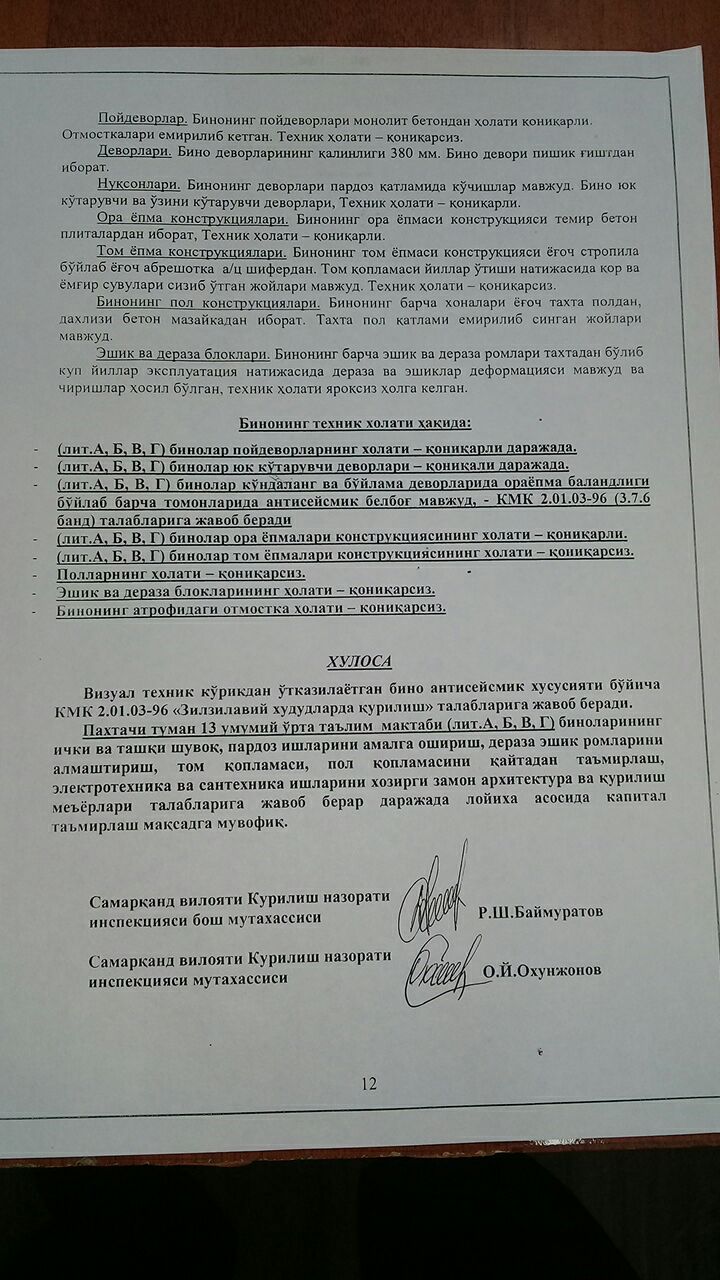 Пойдеворлар. Бинонинг пойдеворлари монолит бетондан ҳолати қониқарли.
Отмосткалари емирилиб кетган. Техник ҳолати – қониқарсиз.
Деворлари. Бино деворларининг қалинлиги 380 мм. Бино девори пишик ғиштдан
иборат.
Нуқсонлари. Бинонинг деворлари пардоз қатламида кўчишлар мавжуд. Бино юк
кўтарувчи ва ўзини кўтарувчи деворлари, Техник ҳолати – қониқарли.
Ора ёпма конструкциялари. Бинонинг ора ёпмаси конструкцияси темир бетон
плиталардан иборат, Техник ҳолати – қониқарли.
Том ёпма конструкциялари. Бинонинг том ёпмаси конструкцияси ёғоч стропила
бўйлаб ёғоч абрешотка а/ц шифердан. Том қопламаси йиллар ўтиши натижасида қор ва
ёмғир сувулари сизиб ўтган жойлари мавжуд. Техник ҳолати – қониқарсиз.
Бинонинг пол конструкциялари. Бинонинг барча хоналари ёғоч тахта полдан,
дахлизи бетон мазайкадан иборат. Тахта пол қатлами емирилиб синган жойлари
мавжуд.
Эшик ва дераза блоклари. Бинонинг барча эшик ва дераза ромлари тахтадан бўлиб
куп йиллар эксплуатация натижасида дераза ва эшиклар деформацияси мавжуд ва
чиришлар ҳосил бўлган, техник ҳолати яроксиз ҳолга келган.
Бинонинг техник холати ҳақида:
- (лит.А, Б, В, Г) бинолар пойдеворларнинг холати – қониқарли даражада.
- (лит.А, Б, В, Г) бинолар юк кўтарувчи деворлари – қониқали даражада.
- (лит.А, Б, В, Г) бинолар кўндаланг ва бўйлама деворларида ораёпма баландлиги
бўйлаб барча томонларида антисейсмик белбоғ мавжуд, - КМК 2.01.03-96 (3.7.6
банд) талабларига жавоб беради
- (лит.А, Б, В, Г) бинолар ора ёпмалари конструкциясининг холати – қониқарли.
- (лит.А, Б, В, Г) бинолар том ёпмалари конструкциясининг холати – қониқарсиз.
- Полларнинг холати – қониқарсиз.
- Эшик ва дераза блокларининг ҳолати – қониқарсиз.
- Бинонинг атрофидаги отмостка холати – қониқарсиз.
ХУЛОСА
Визуал техник кўрикдан ўтказилаётган бино антисейсмик хусусияти бўйича
КМК 2.01.03-96 «Зилзилавий худудларда қурилиш» талабларига жавоб беради.
Пахтачи туман 13 умумий ўрта таълим мактаби (лит.А, Б, В, Г) биноларининг
ички ва ташқи шувоқ, пардоз ишларини амалга ошириш, дераза эшик ромларини
алмаштириш, том қопламаси, пол қопламасини қайтадан таъмирлаш,
электротехника ва сантехника ишларини хозирги замон архитектура ва қурилиш
меъёрлари талабларига жавоб берар даражада лойиха асосида капитал
таъмирлаш мақсадга мувофиқ.
Самарқанд вилояти Курилиш назорати
инспекцияси бош мутахассиси Р.Ш.Баймуратов
Самарқанд вилояти Курилиш назорати
инспекцияси мутахассиси О.Й.Охунжонов
12